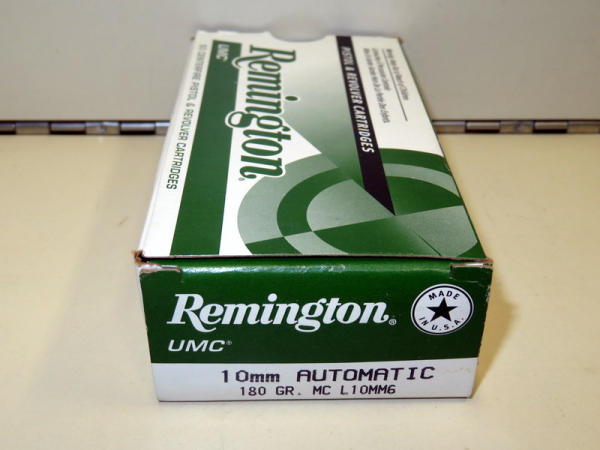 PISTOL & REVOLVER CARTRIDGES
Remington®
UMC®
50 CENTERFIRE PISTOL & REVOLVER CARTRIDGES
Remington®
UMC®
MADE
IN U.S.A.
10mm AUTOMATIC
180 GR. MC L10MM6